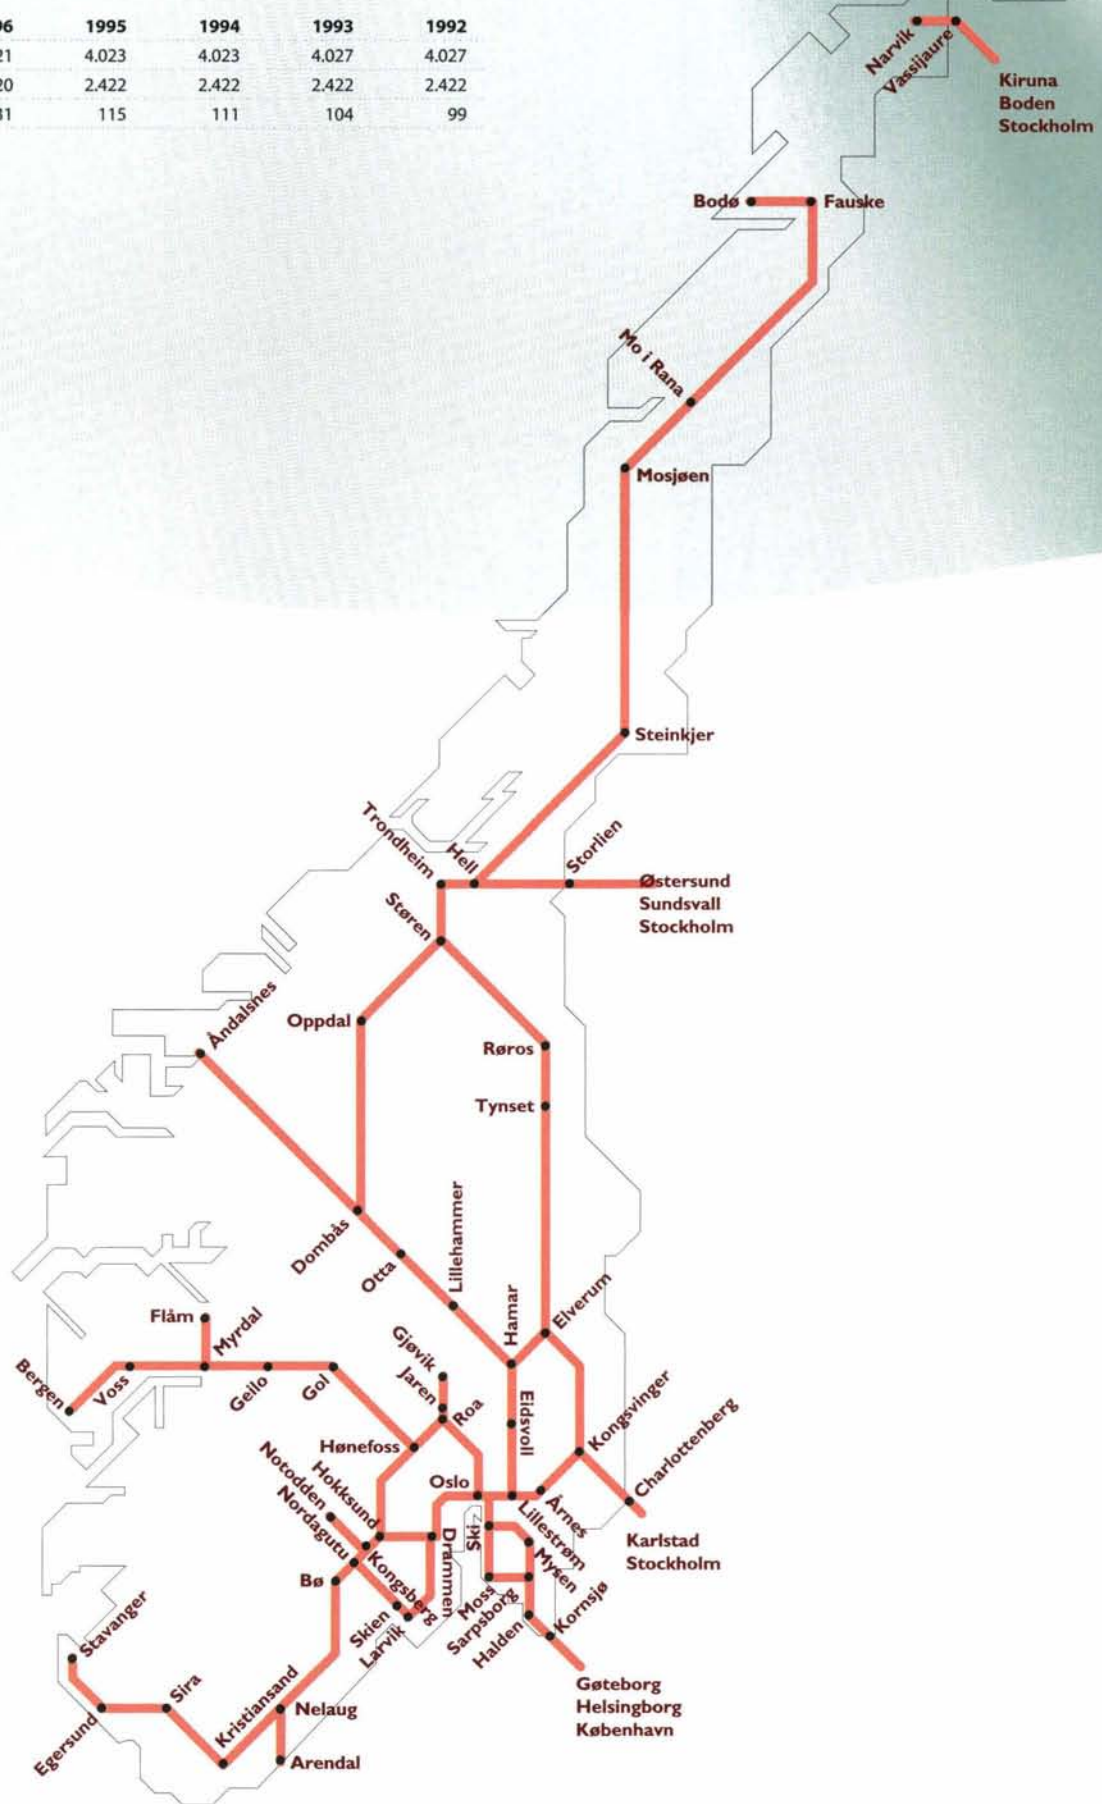 96 1995 1994 1993 1992
21 4.023 4.023 4.027 4.027
20 2.422 2.422 2.422 2.422
31 115 111 104 99
Narvik
Vassijaure
Kiruna
Boden
Stockholm
Bodø
Fauske
Mo i Rana
Mosjøen
Steinkjer
Trondheim
Hell
Storlien
Østersund
Sundsvall
Stockholm
Støren
Åndalsnes
Oppdal
Røros
Tynset
Dombås
Otta
Lillehammer
Hamar
Elverum
Flåm
Myrdal
Bergen
Voss
Geilo
Gol
Gjøvik
Jaren
Roa
Eidsvoll
Kongsvinger
Charlottenberg
Hønefoss
Hokksund
Notodden
Nordagutu
Oslo
Ski
Lillestrøm
Årnes
Karlstad
Stockholm
Drammen
Kongsberg
Bø
Skien
Larvik
Moss
Sarpsborg
Halden
Mysen
Kornsjø
Gøteborg
Helsingborg
København
Stavanger
Egersund
Sira
Kristiansand
Nelaug
Arendal